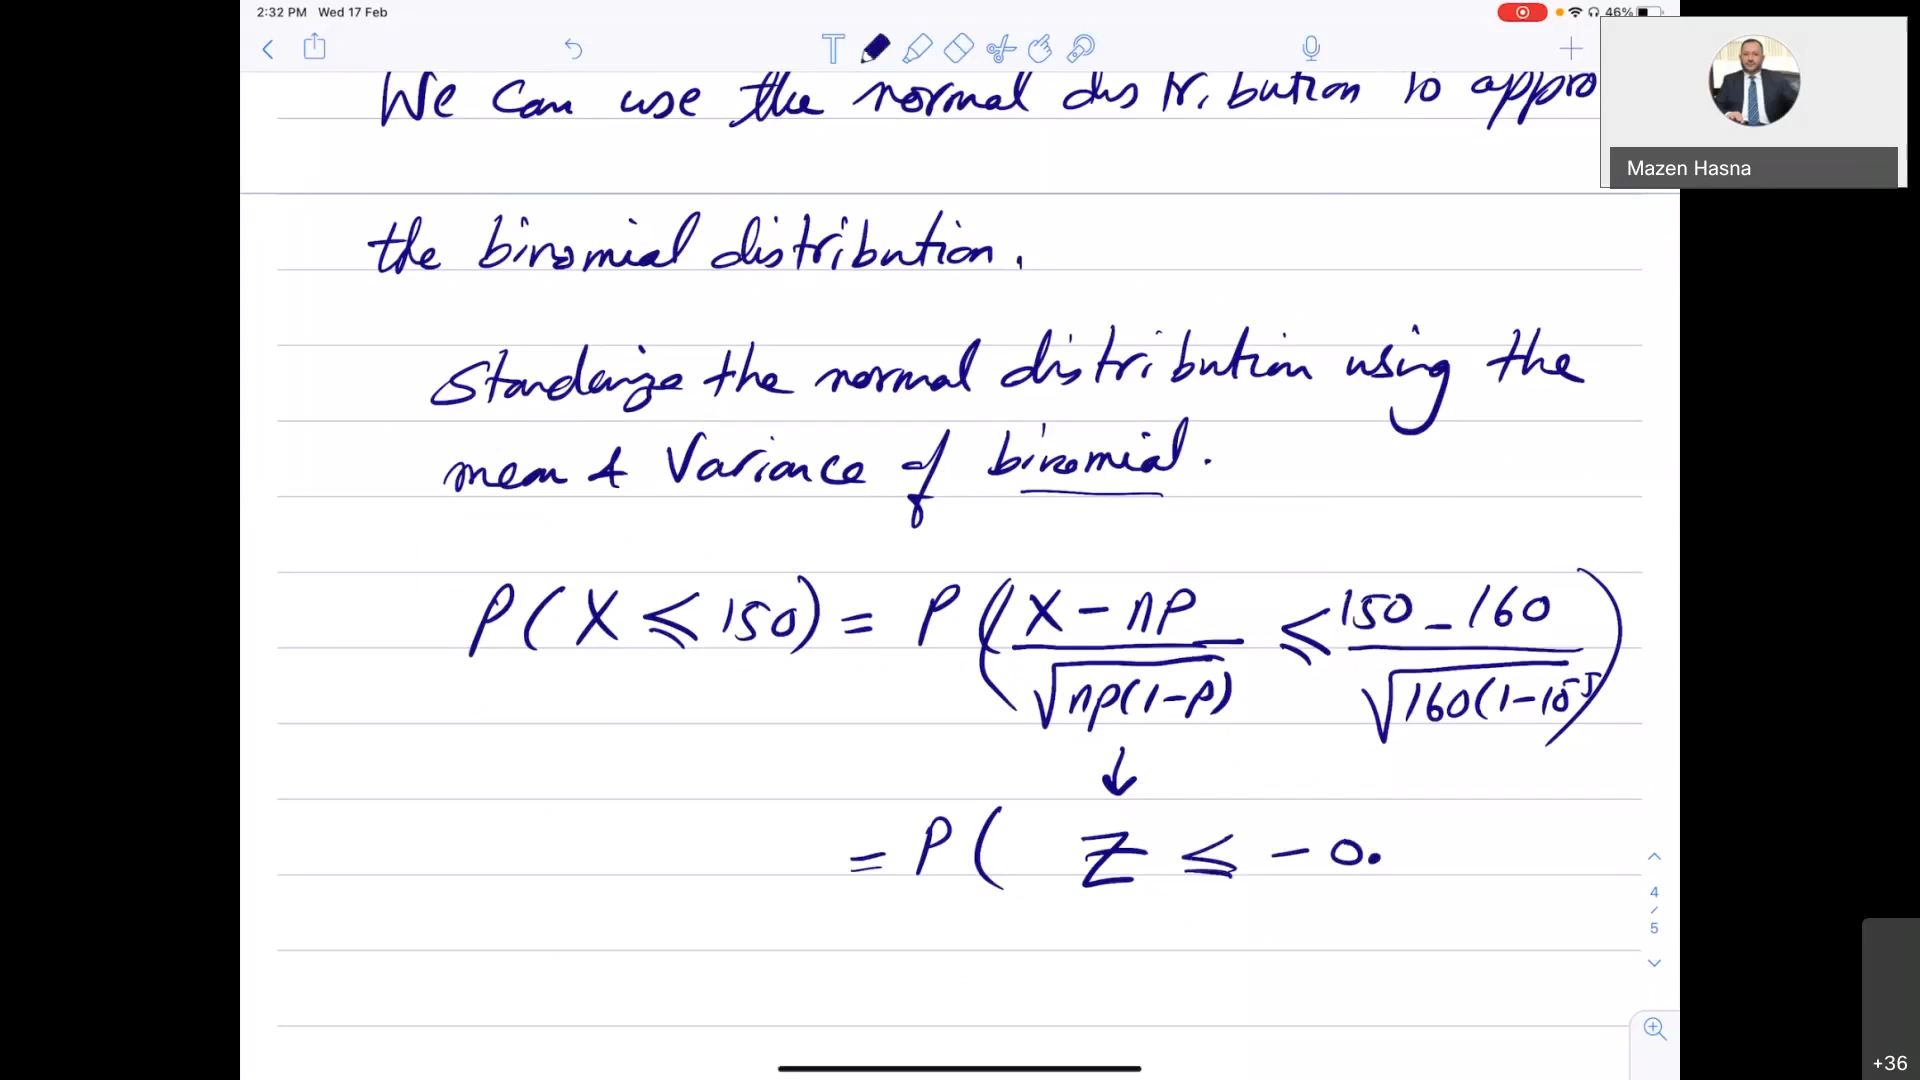 2:32 PM Wed 17 Feb
46%
We can use the normal distribution to appro
Mazen Hasna
the binomial distribution.
Standarize the normal distribution using the
mean & Variance of binomial.
P(X ≤ 150) = P((X - np)/√(np(1-p)) ≤ (150 - 160)/√(160(1-10⁻⁵)))
↓
= P( Z ≤ - 0.
4
/
5
+36